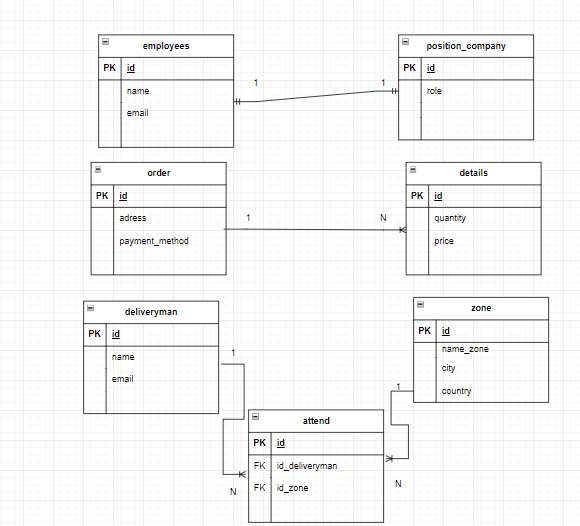 employees
PK id
name
email
1 1
position_company
PK id
role
order
PK id
adress
payment_method
1 N
details
PK id
quantity
price
deliveryman
PK id
name
email
1
zone
PK id
name_zone
city
country
1
attend
PK id
FK id_deliveryman
FK id_zone
N
N